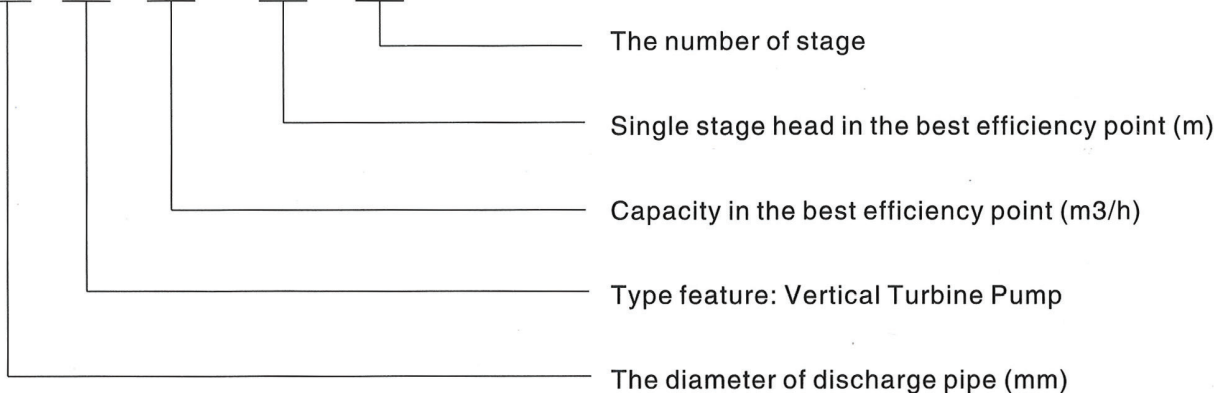 The number of stage
Single stage head in the best efficiency point (m)
Capacity in the best efficiency point (m3/h)
Type feature: Vertical Turbine Pump
The diameter of discharge pipe (mm)